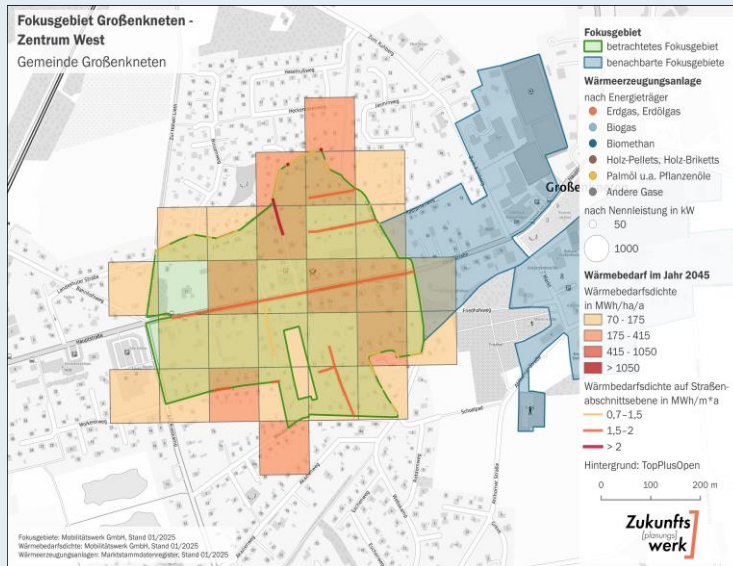 Fokusgebiet Großenkneten -
Zentrum West
Gemeinde Großenkneten
Fokusgebiet
betrachtetes Fokusgebiet
benachbarte Fokusgebiete
Wärmeerzeugungsanlage
nach Energieträger
Erdgas, Erdölgas
Biogas
Biomethan
Holz-Pellets, Holz-Briketts
Palmöl u.a. Pflanzenöle
Andere Gase
nach Nennleistung in kW
50
1000
Wärmebedarf im Jahr 2045
Wärmebedarfsdichte
in MWh/ha/a
70 - 175
175 - 415
415 - 1050
> 1050
Wärmebedarfsdichte auf Straßen-
abschnittsebene in MWh/m*a
0,7–1,5
1,5–2
> 2
Hintergrund: TopPlusOpen
0 100 200 m
Zukunfts
[planungs]
werk
Große
Friedhofsweg
Hauptstraße
Schoolpad
Fokusgebiete: Mobilitätswerk GmbH, Stand 01/2025
Wärmebedarfsdichte: Mobilitätswerk GmbH, Stand 01/2025
Wärmeerzeugungsanlagen: Marktstammdatenregister, Stand 01/2025